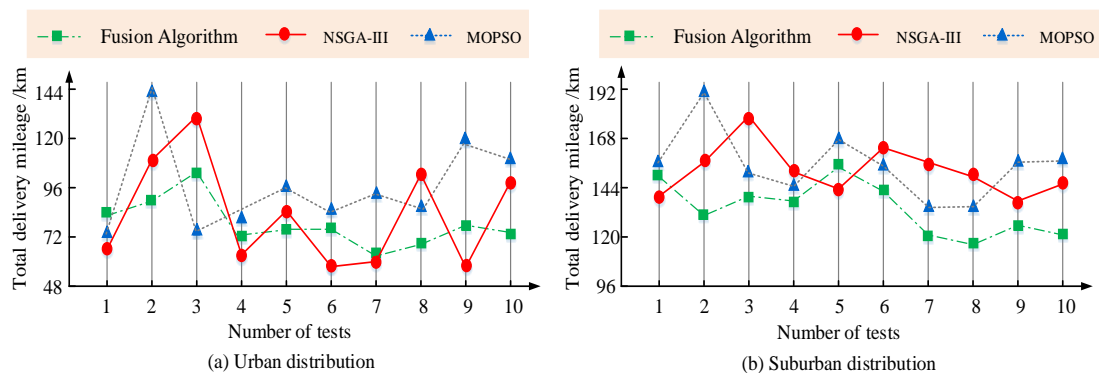 Fusion Algorithm NSGA-III MOPSO
Total delivery mileage /km
144
120
96
72
48
1 2 3 4 5 6 7 8 9 10
Number of tests
(a) Urban distribution
Fusion Algorithm NSGA-III MOPSO
Total delivery mileage /km
192
168
144
120
96
1 2 3 4 5 6 7 8 9 10
Number of tests
(b) Suburban distribution